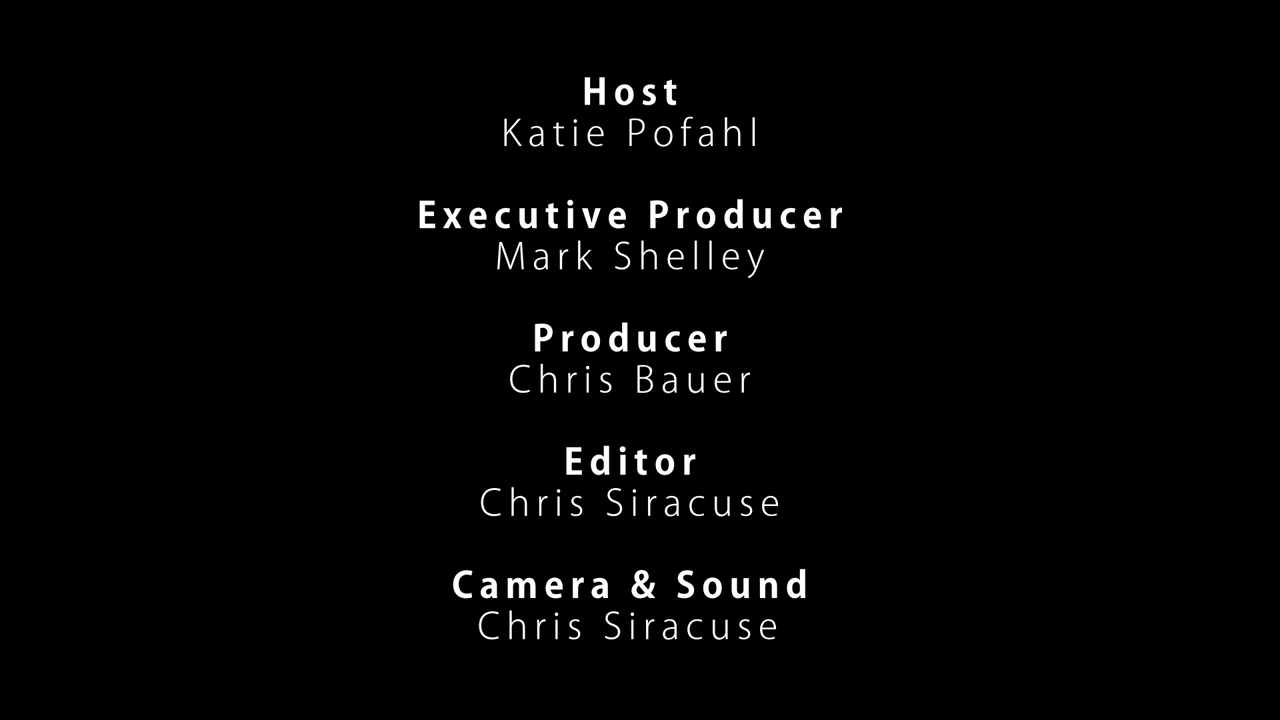 Host
Katie Pofahl
Executive Producer
Mark Shelley
Producer
Chris Bauer
Editor
Chris Siracuse
Camera & Sound
Chris Siracuse